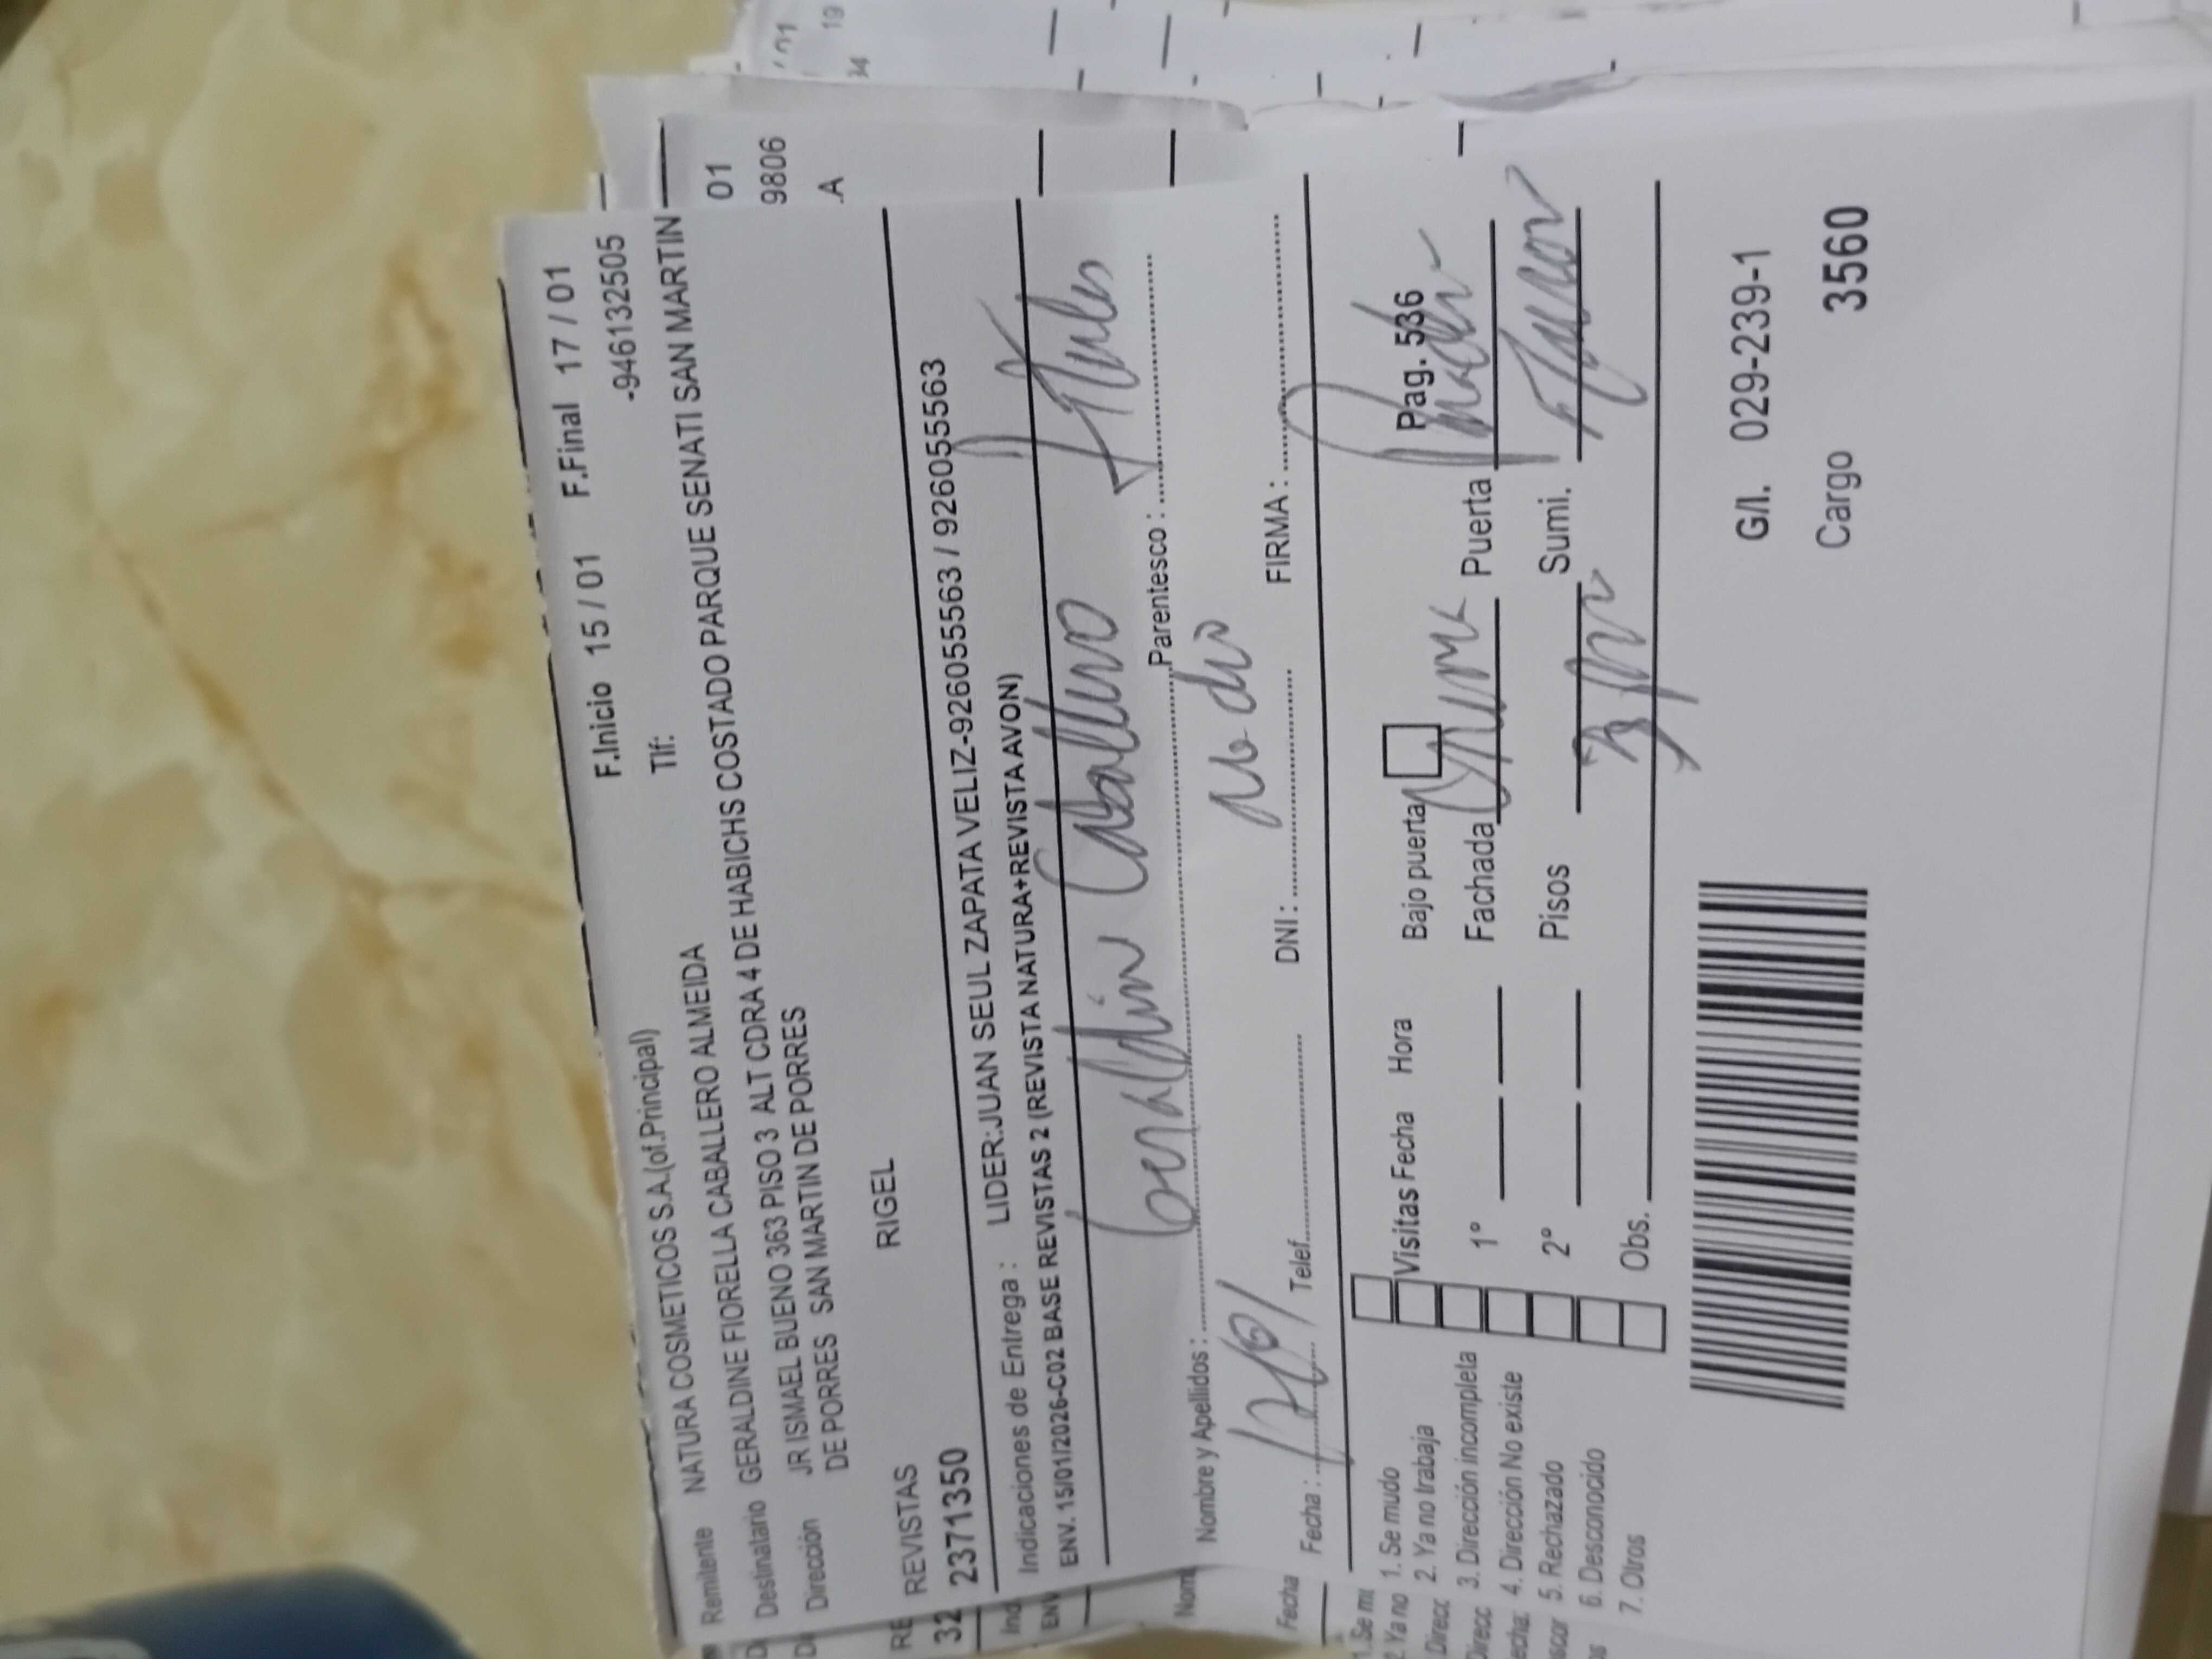 F.Inicio 15 / 01 F.Final 17 / 01
Remitente NATURA COSMETICOS S.A.(of.Principal) Tlf: -946132505
Destinatario GERALDINE FIORELLA CABALLERO ALMEIDA
Dirección JR ISMAEL BUENO 363 PISO 3 ALT CDRA 4 DE HABICHS COSTADO PARQUE SENATI SAN MARTIN
DE PORRES SAN MARTIN DE PORRES
REVISTAS RIGEL
2371350
Indicaciones de Entrega : LIDER:JUAN SEUL ZAPATA VELIZ-926055563 / 926055563
ENV. 15/01/2026-C02 BASE REVISTAS 2 (REVISTA NATURA+REVISTA AVON)
Caballero
Nombre y Apellidos : Parentesco :
17/01
Fecha : Telef. DNI : FIRMA :
1. Se mudo
2. Ya no trabaja
3. Dirección incompleta
4. Dirección No existe
5. Rechazado
6. Desconocido
7. Otros
Visitas Fecha Hora Bajo puerta Pag. 536
1° Fachada Puerta
2° Pisos Sumi.
Obs.
G/I. 029-239-1
Cargo 3560
01
9806
.A